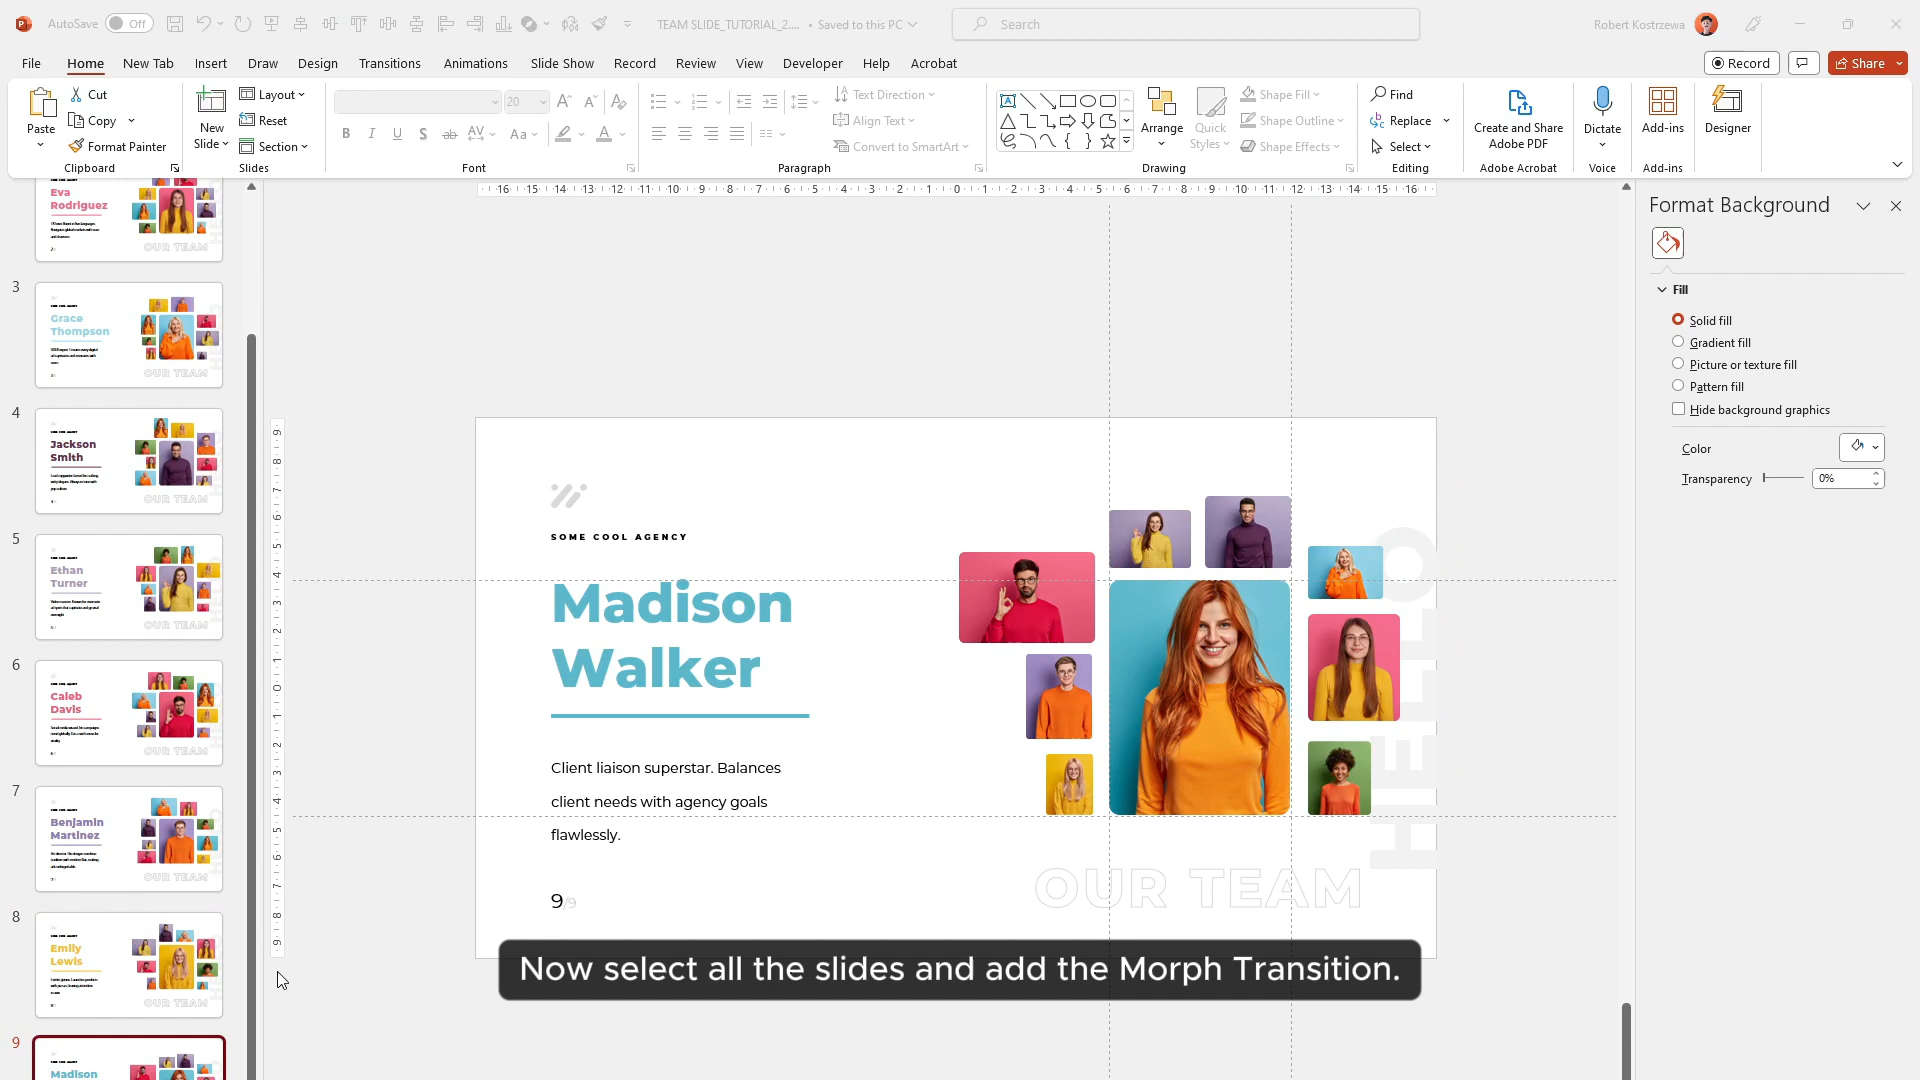 AutoSave
Off
TEAM SLIDE_TUTORIAL_2.... • Saved to this PC
Search
Robert Kostrzewa
File
Home
New Tab
Insert
Draw
Design
Transitions
Animations
Slide Show
Record
Review
View
Developer
Help
Acrobat
Record
Share
Paste
Cut
Copy
Format Painter
Clipboard
New Slide
Layout
Reset
Section
Slides
20
Font
Paragraph
Text Direction
Align Text
Convert to SmartArt
Arrange
Quick Styles
Shape Fill
Shape Outline
Shape Effects
Drawing
Find
Replace
Select
Editing
Create and Share
Adobe PDF
Adobe Acrobat
Dictate
Voice
Add-ins
Add-ins
Designer
Eva
Rodriguez
OUR TEAM
3
Grace
Thompson
OUR TEAM
4
Jackson
Smith
OUR TEAM
5
Ethan
Turner
OUR TEAM
6
Caleb
Davis
OUR TEAM
7
Benjamin
Martinez
OUR TEAM
8
Emily
Lewis
OUR TEAM
9
Madison
SOME COOL AGENCY
Madison
Walker
Client liaison superstar. Balances
client needs with agency goals
flawlessly.
9/9
HELLO
OUR TEAM
Now select all the slides and add the Morph Transition.
Format Background
Fill
Solid fill
Gradient fill
Picture or texture fill
Pattern fill
Hide background graphics
Color
Transparency
0%